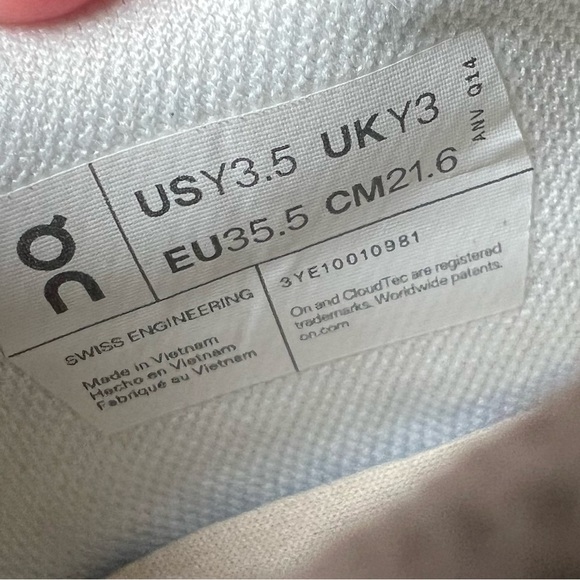 USY3.5 UKY3
EU35.5 CM21.6
ANV Q14
SWISS ENGINEERING
Made in Vietnam
Hecho en Vietnam
Fabriqué au Vietnam
3YE10010981
On and CloudTec are registered
trademarks. Worldwide patents.
on.com